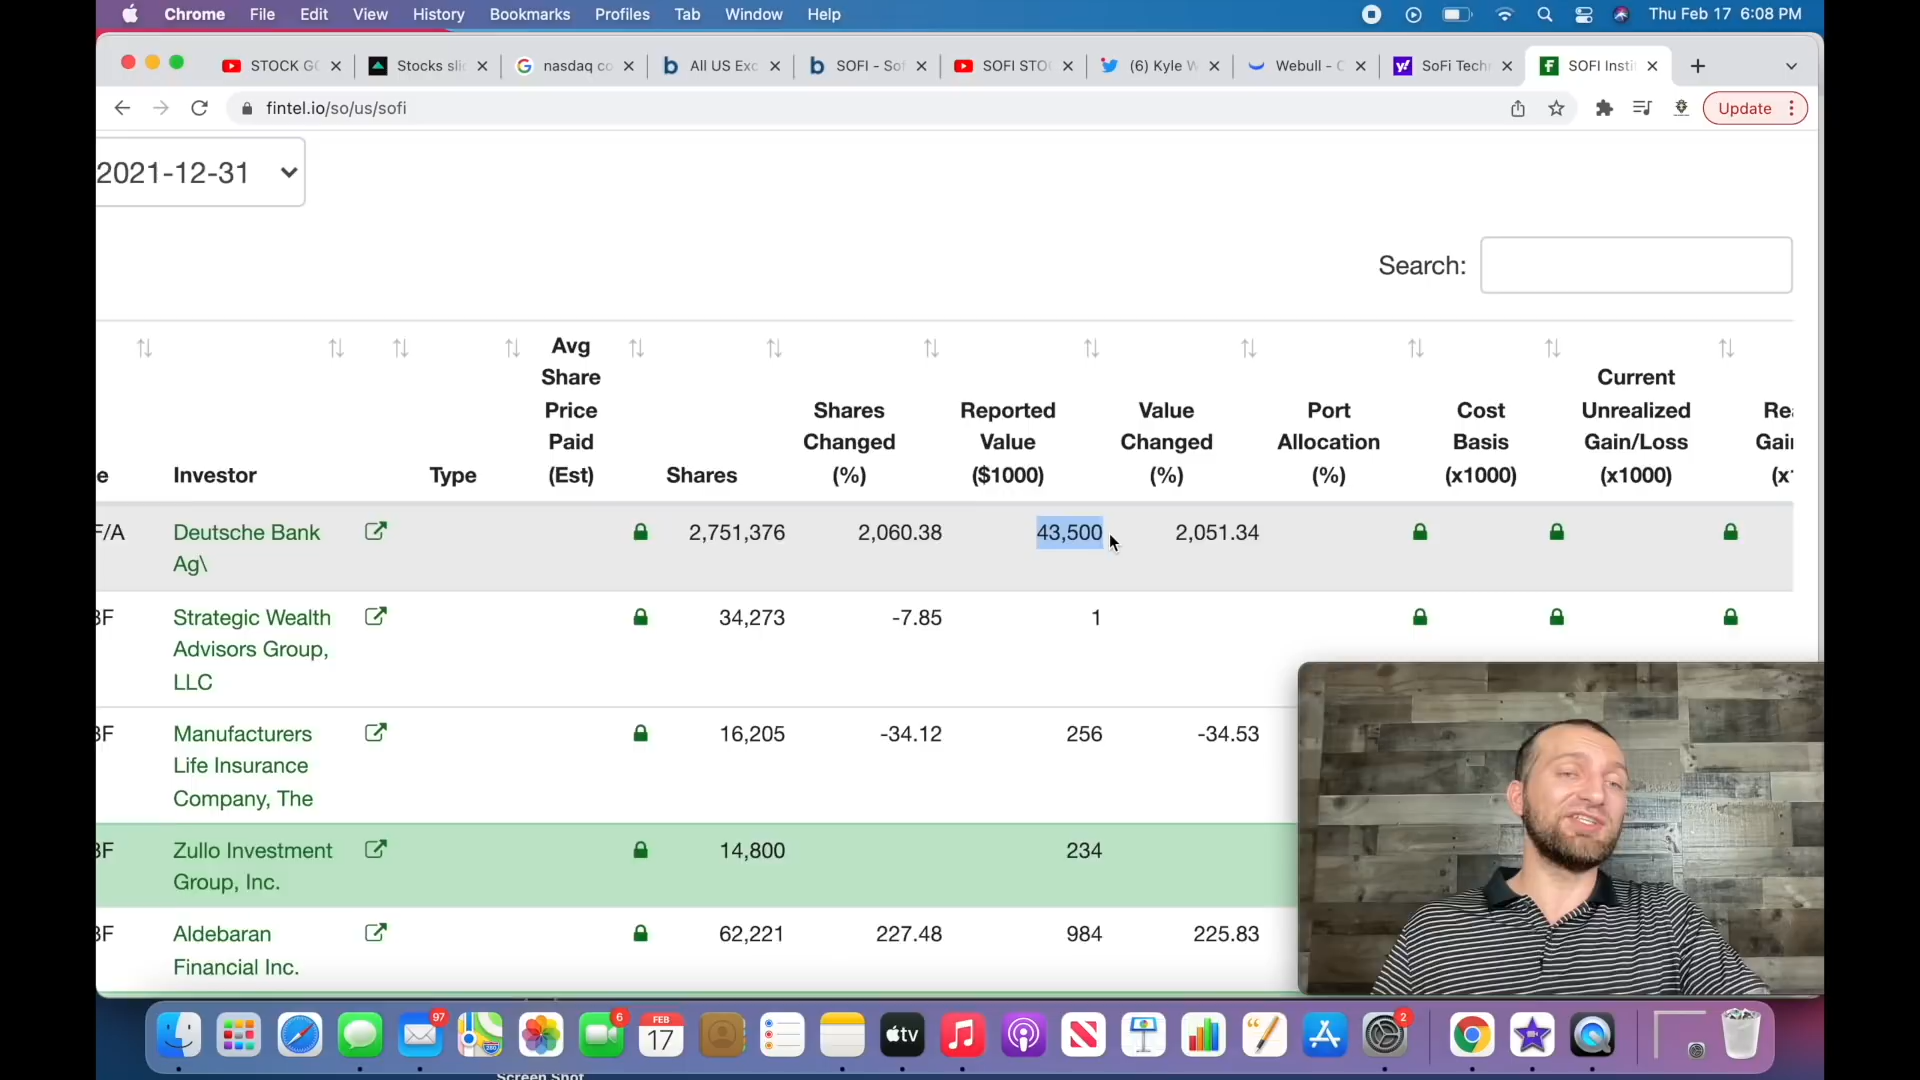 Chrome File Edit View History Bookmarks Profiles Tab Window Help Thu Feb 17 6:08 PM
STOCK G Stocks sli nasdaq co All US Exc SOFI - So SOFI STO (6) Kyle W Webull - SoFi Tech SOFI Insti
fintel.io/so/us/sofi Update
2021-12-31
Search:
Avg
Share Current
Price Shares Reported Value Port Cost Unrealized
Paid Changed Value Changed Allocation Basis Gain/Loss
e Investor Type (Est) Shares (%) ($1000) (%) (%) (x1000) (x1000)
F/A Deutsche Bank 2,751,376 2,060.38 43,500 2,051.34
Ag\
Strategic Wealth 34,273 -7.85 1
Advisors Group,
LLC
Manufacturers 16,205 -34.12 256 -34.53
Life Insurance
Company, The
Zullo Investment 14,800 234
Group, Inc.
Aldebaran 62,221 227.48 984 225.83
Financial Inc.
97 6 FEB 17 tv 2
Screen Shot